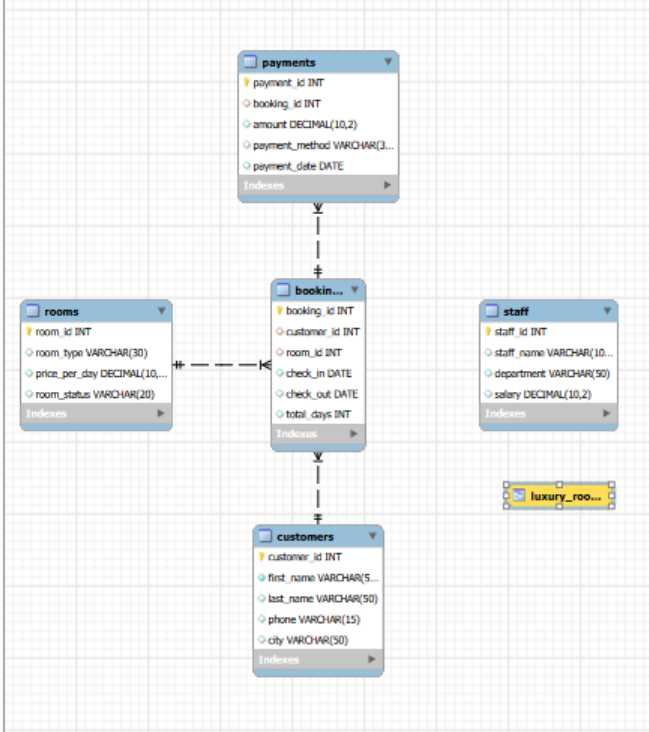 payments
payment_id INT
booking_id INT
amount DECIMAL(10,2)
payment_method VARCHAR(3...
payment_date DATE
Indexes
rooms
room_id INT
room_type VARCHAR(30)
price_per_day DECIMAL(10,...
room_status VARCHAR(20)
Indexes
bookin...
booking_id INT
customer_id INT
room_id INT
check_in DATE
check_out DATE
total_days INT
Indexes
staff
staff_id INT
staff_name VARCHAR(10...
department VARCHAR(50)
salary DECIMAL(10,2)
Indexes
luxury_roo...
customers
customer_id INT
first_name VARCHAR(5...
last_name VARCHAR(50)
phone VARCHAR(15)
city VARCHAR(50)
Indexes